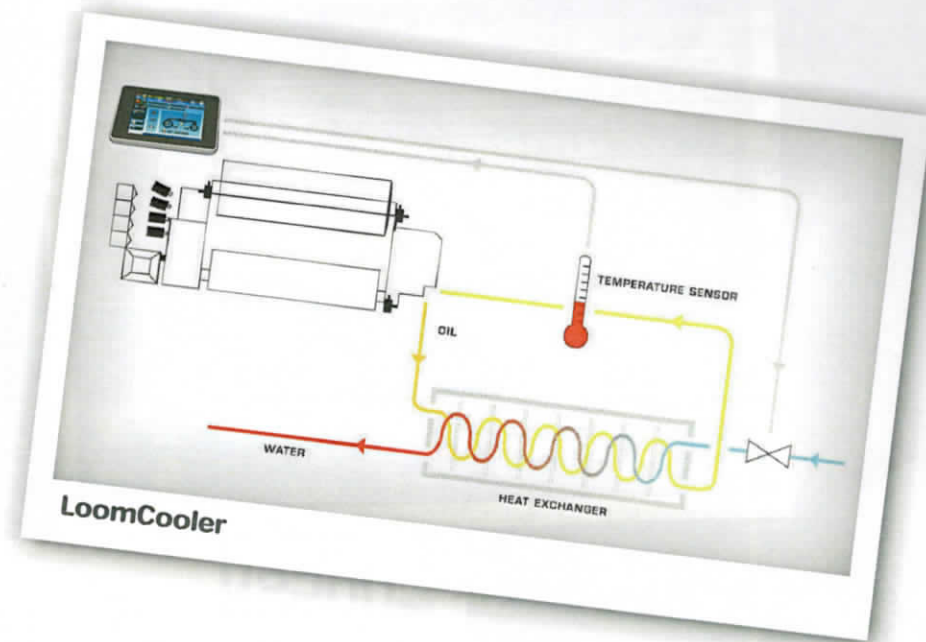 TEMPERATURE SENSOR
OIL
WATER
HEAT EXCHANGER
LoomCooler